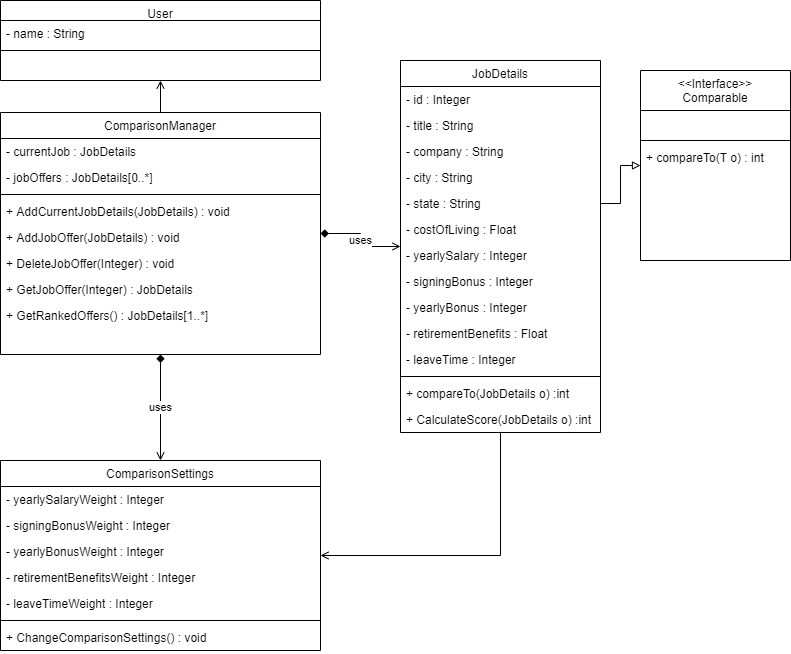 User
- name : String
ComparisonManager
- currentJob : JobDetails
- jobOffers : JobDetails[0..*]
+ AddCurrentJobDetails(JobDetails) : void
+ AddJobOffer(JobDetails) : void
+ DeleteJobOffer(Integer) : void
+ GetJobOffer(Integer) : JobDetails
+ GetRankedOffers() : JobDetails[1..*]
uses
JobDetails
- id : Integer
- title : String
- company : String
- city : String
- state : String
- costOfLiving : Float
- yearlySalary : Integer
- signingBonus : Integer
- yearlyBonus : Integer
- retirementBenefits : Float
- leaveTime : Integer
+ compareTo(JobDetails o) :int
+ CalculateScore(JobDetails o) :int
<<Interface>>
Comparable
+ compareTo(T o) : int
uses
ComparisonSettings
- yearlySalaryWeight : Integer
- signingBonusWeight : Integer
- yearlyBonusWeight : Integer
- retirementBenefitsWeight : Integer
- leaveTimeWeight : Integer
+ ChangeComparisonSettings() : void